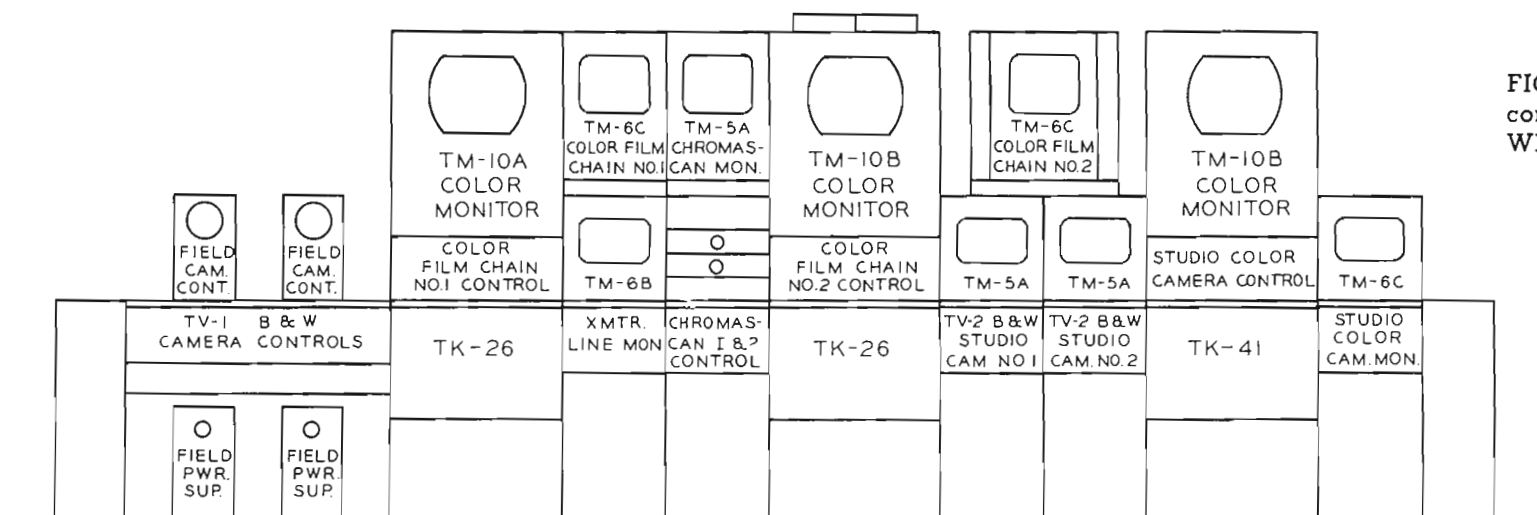 TM-10A
COLOR
MONITOR
TM-6C
COLOR FILM
CHAIN NO.1
TM-5A
CHROMAS-
CAN MON.
TM-10B
COLOR
MONITOR
TM-6C
COLOR FILM
CHAIN NO.2
TM-10B
COLOR
MONITOR
FIELD
CAM.
CONT.
FIELD
CAM.
CONT.
COLOR
FILM CHAIN
NO.1 CONTROL
TM-6B
COLOR
FILM CHAIN
NO.2 CONTROL
TM-5A
TM-5A
STUDIO COLOR
CAMERA CONTROL
TM-6C
TV-1 B & W
CAMERA CONTROLS
TK-26
XMTR.
LINE MON
CHROMAS-
CAN I &
CONTROL
TK-26
TV-2 B&W
STUDIO
CAM NO 1
TV-2 B&W
STUDIO
CAM. NO. 2
TK-41
STUDIO
COLOR
CAM. MON.
FIELD
PWR.
SUP.
FIELD
PWR.
SUP.